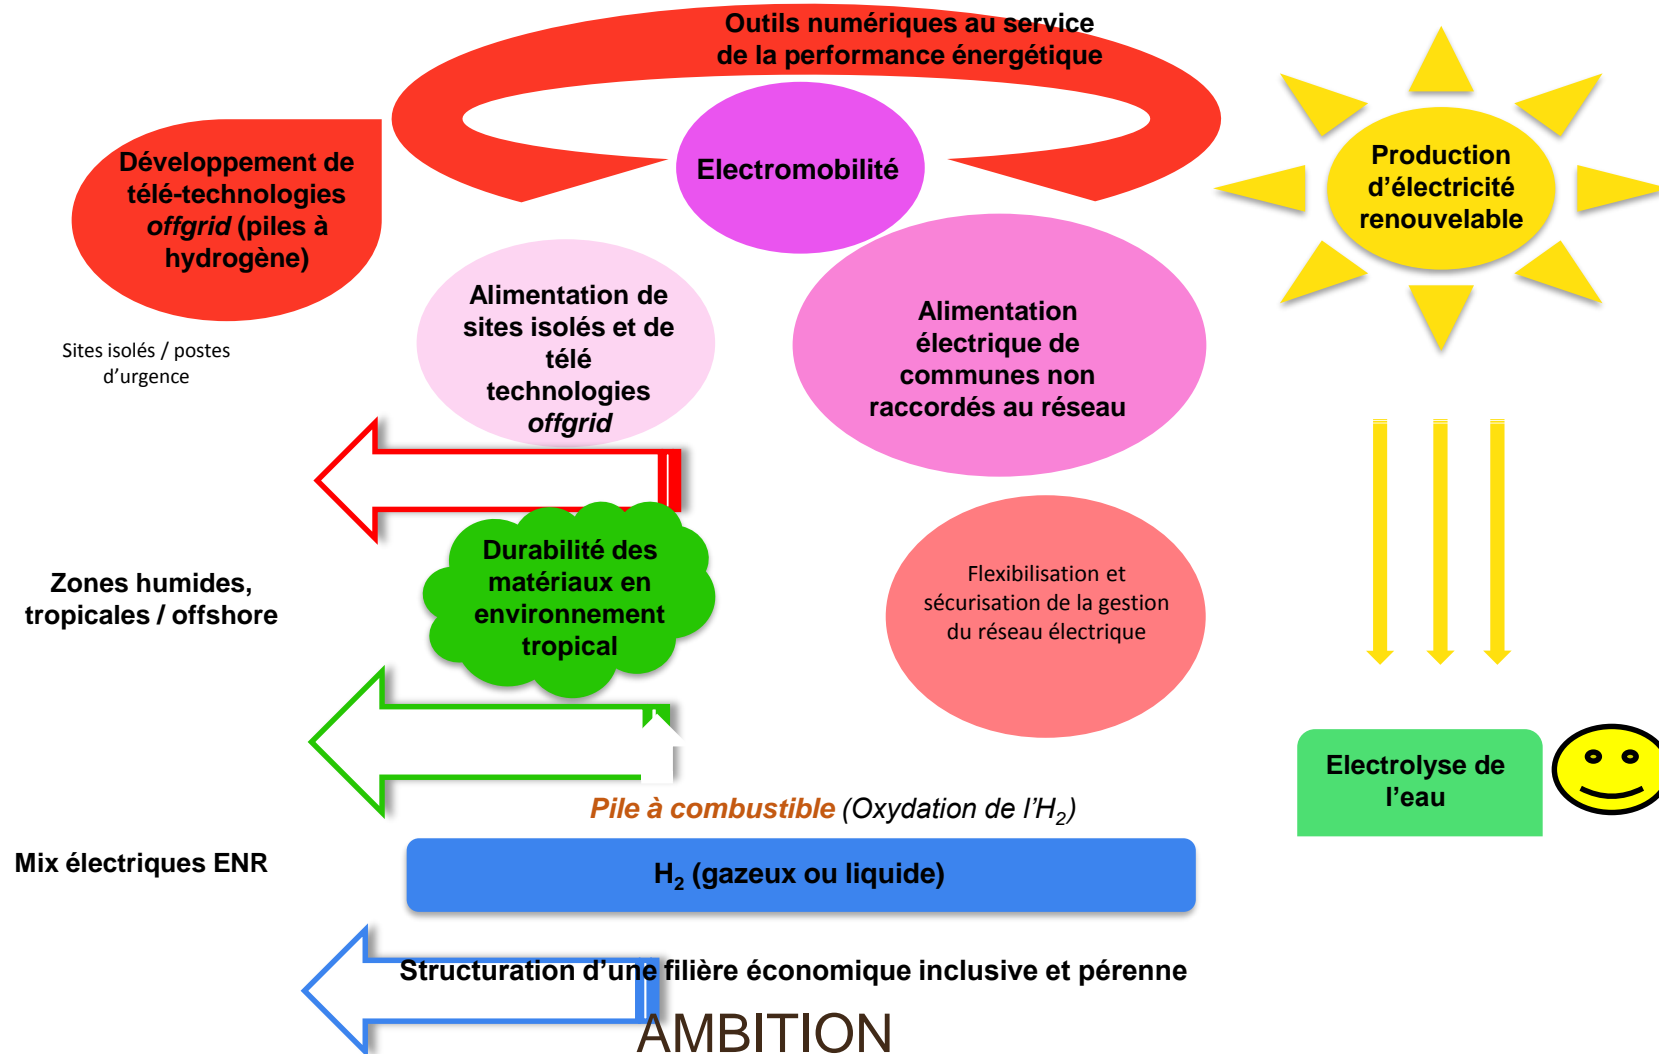 Outils numériques au service
de la performance énergétique
Electromobilité
Développement de
télé-technologies
offgrid (piles à
hydrogène)
Production
d’électricité
renouvelable
Sites isolés / postes
d’urgence
Alimentation de
sites isolés et de
télé
technologies
offgrid
Alimentation
électrique de
communes non
raccordés au réseau
Zones humides,
tropicales / offshore
Durabilité des
matériaux en
environnement
tropical
Flexibilisation et
sécurisation de la gestion
du réseau électrique
Electrolyse de
l’eau
Pile à combustible (Oxydation de l’H₂)
Mix électriques ENR
H₂ (gazeux ou liquide)
Structuration d’une filière économique inclusive et pérenne
AMBITION